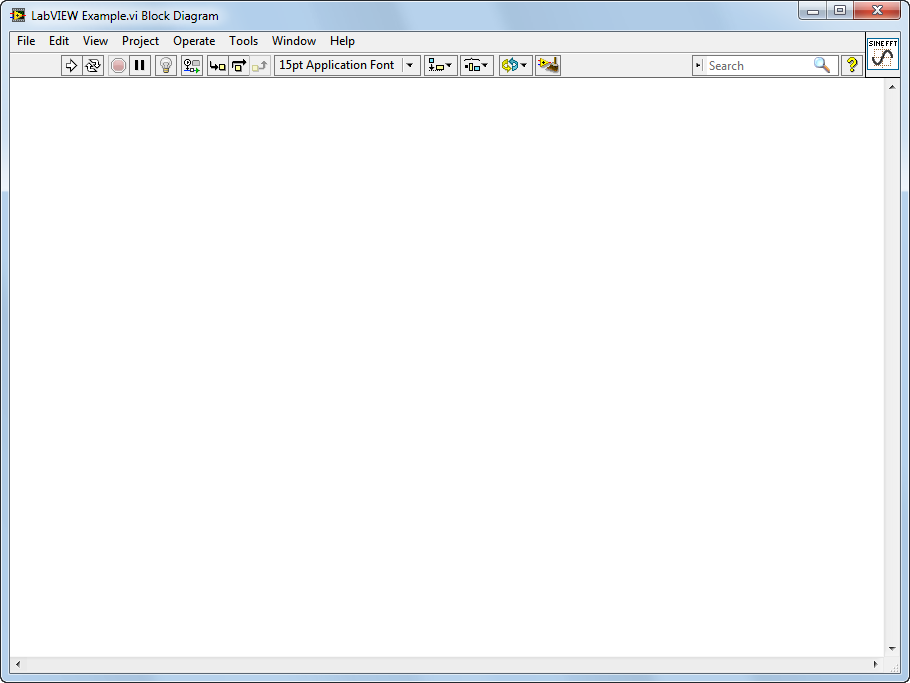 LabVIEW Example.vi Block Diagram
File Edit View Project Operate Tools Window Help
15pt Application Font
Search
?
SINE FFT